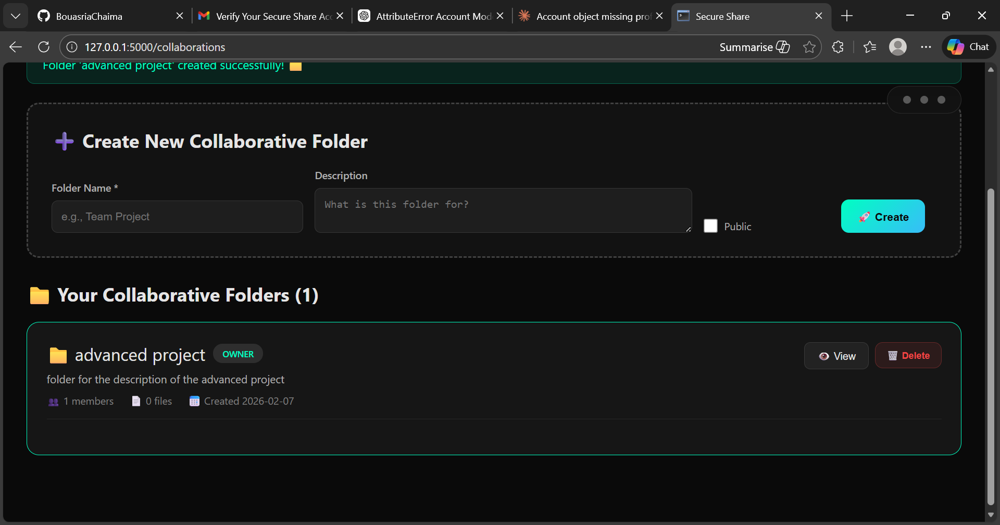 BouasriaChaima
Verify Your Secure Share Acc
AttributeError Account Mod
Account object missing prof
Secure Share
127.0.0.1:5000/collaborations
Summarise
Chat
Folder 'advanced project' created successfully!
Create New Collaborative Folder
Folder Name *
Description
e.g., Team Project
What is this folder for?
Public
Create
Your Collaborative Folders (1)
advanced project
OWNER
View
Delete
folder for the description of the advanced project
1 members
0 files
Created 2026-02-07